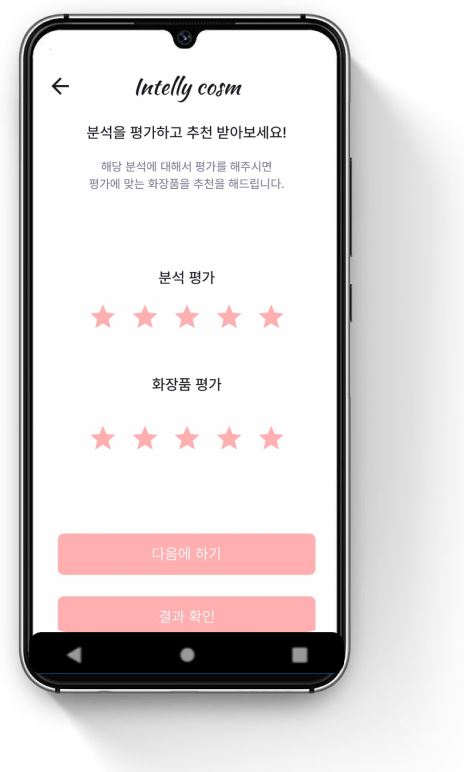 Intelly cosm
분석을 평가하고 추천 받아보세요!
해당 분석에 대해서 평가를 해주시면
평가에 맞는 화장품을 추천을 해드립니다.
분석 평가
화장품 평가
다음에 하기
결과 확인